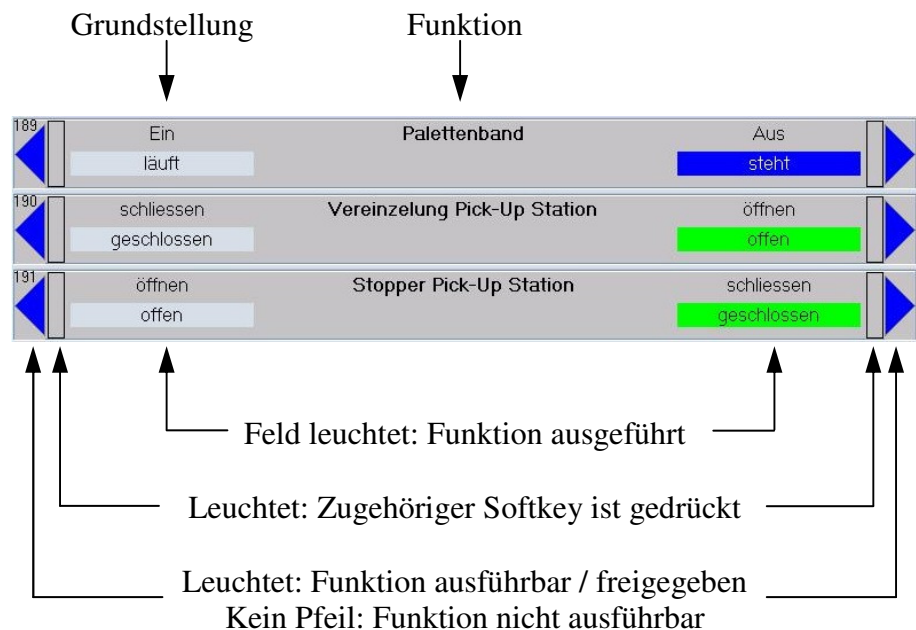 Grundstellung Funktion
189 Ein Palettenband Aus
läuft steht
190 schliessen Vereinzelung Pick-Up Station öffnen
geschlossen offen
191 öffnen Stopper Pick-Up Station schliessen
offen geschlossen
Feld leuchtet: Funktion ausgeführt
Leuchtet: Zugehöriger Softkey ist gedrückt
Leuchtet: Funktion ausführbar / freigegeben
Kein Pfeil: Funktion nicht ausführbar